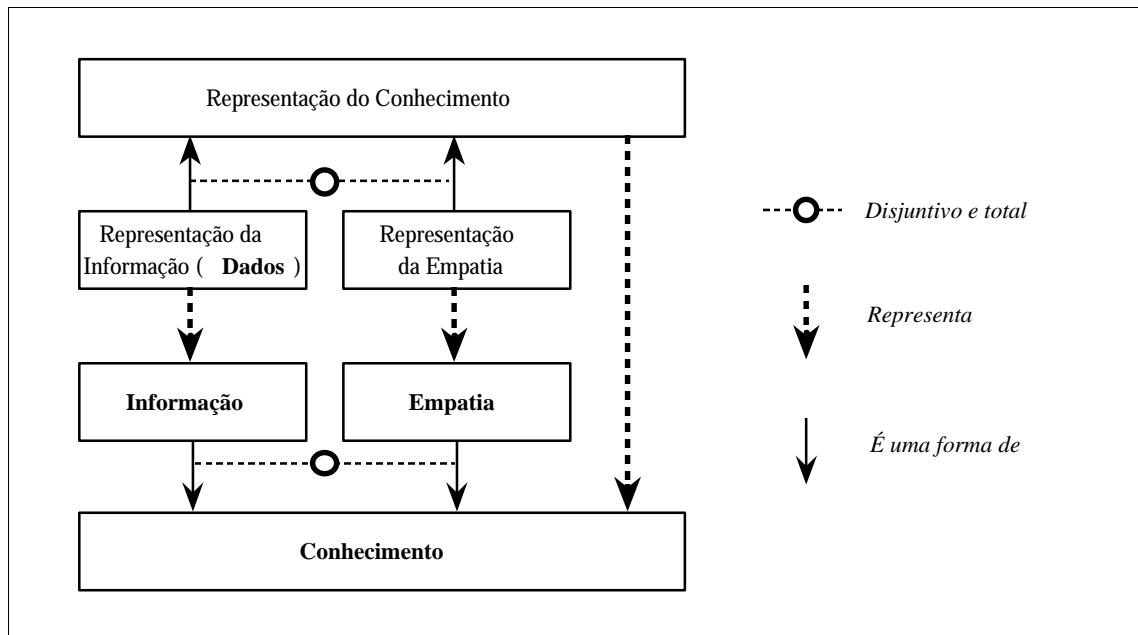 Representação do Conhecimento
Representação da
Informação ( Dados )
Representação
da Empatia
Informação
Empatia
Conhecimento
Disjuntivo e total
Representa
É uma forma de